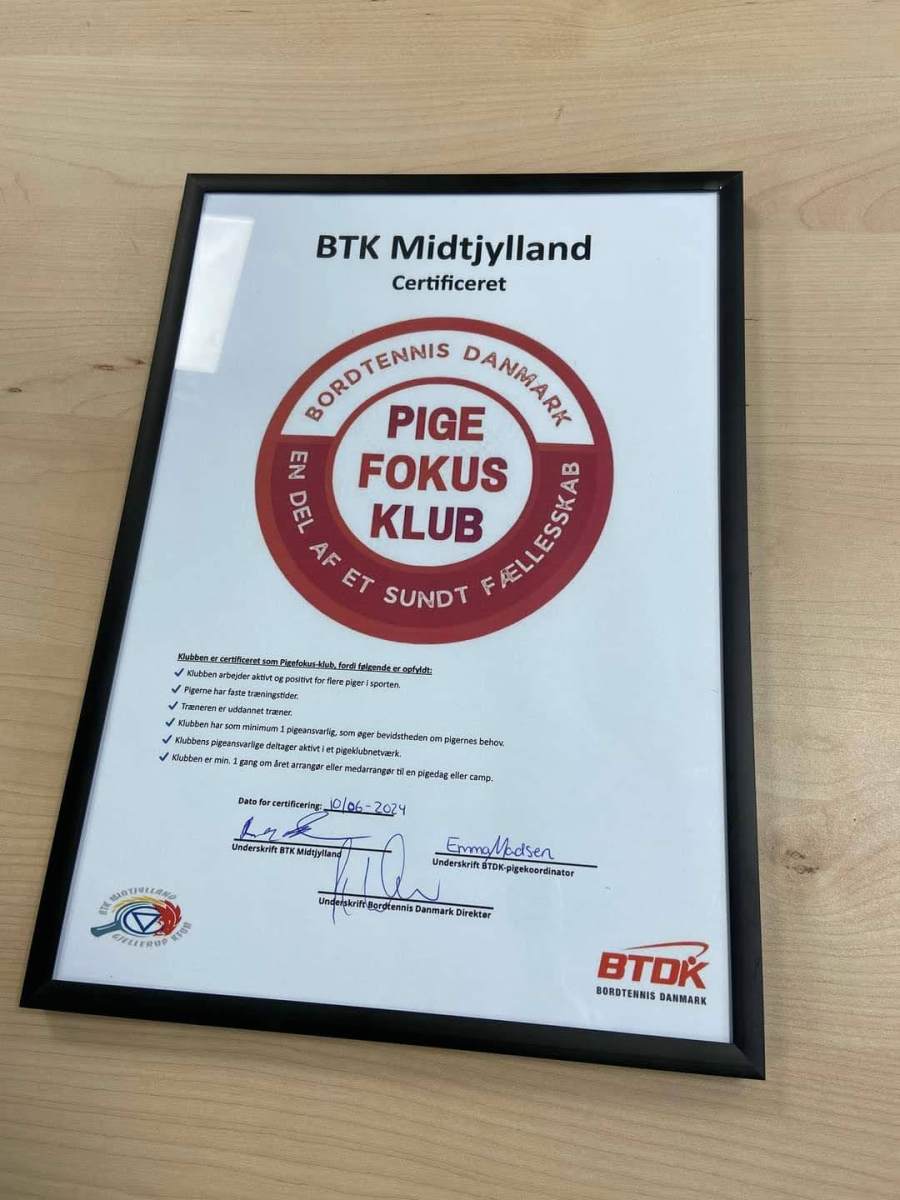 BTK Midtjylland
Certificeret
BORDTENNIS DANMARK
PIGE
FOKUS
KLUB
EN DEL AF ET SUNDT FÆLLESSKAB
Klubben er certificeret som Pigefokus-klub, fordi følgende er opfyldt:
✓ Klubben arbejder aktivt og positivt for flere piger i sporten.
✓ Pigerne har faste træningstider.
✓ Træneren er uddannet træner.
✓ Klubben har som minimum 1 pigeansvarlig, som øger bevidstheden om pigernes behov.
✓ Klubbens pigeansvarlige deltager aktivt i et pigeklubnetværk.
✓ Klubben er min. 1 gang om året arrangør eller medarrangør til en pigedag eller camp.
Dato for certificering: 10/06-2024
Emma Madsen
Underskrift BTK Midtjylland
Underskrift BTDK-pigekoordinator
Underskrift Bordtennis Danmark Direktør
BTK MIDTJYLLAND
GJELLERUP KFUM
BTDK
BORDTENNIS DANMARK